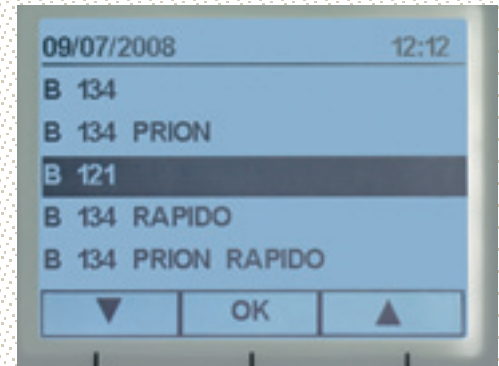 09/07/2008 12:12
B 134
B 134 PRION
B 121
B 134 RAPIDO
B 134 PRION RAPIDO
▼ OK ▲